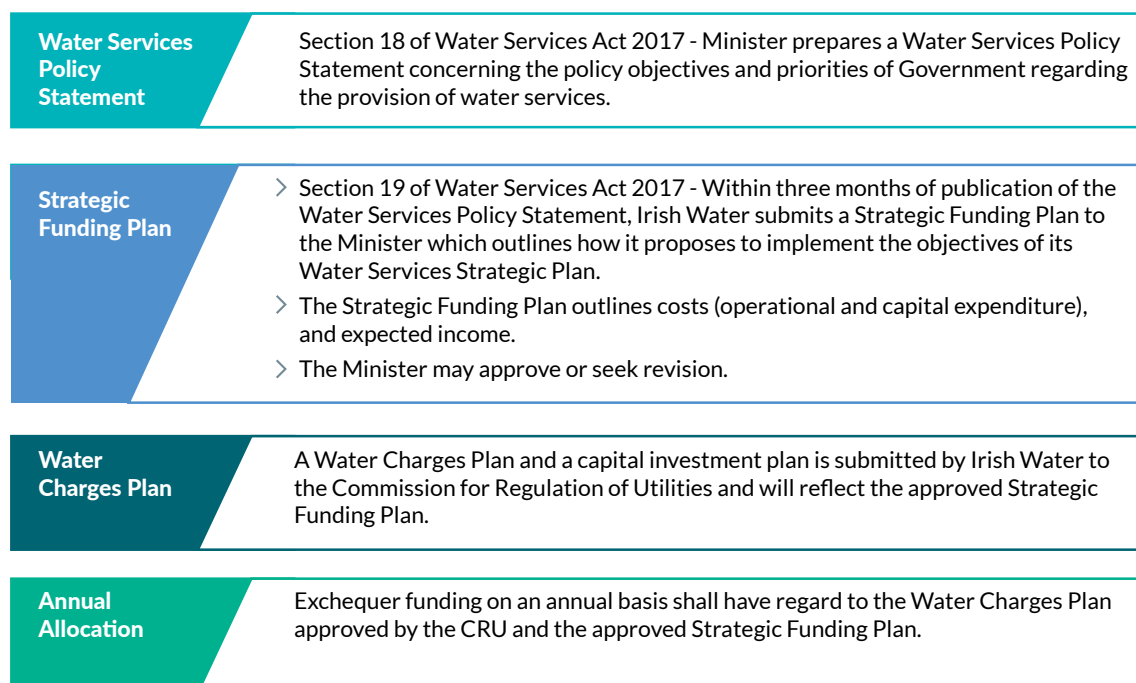 Water Services
Policy
Statement
Section 18 of Water Services Act 2017 - Minister prepares a Water Services Policy
Statement concerning the policy objectives and priorities of Government regarding
the provision of water services.
Strategic
Funding Plan
> Section 19 of Water Services Act 2017 - Within three months of publication of the
Water Services Policy Statement, Irish Water submits a Strategic Funding Plan to
the Minister which outlines how it proposes to implement the objectives of its
Water Services Strategic Plan.
> The Strategic Funding Plan outlines costs (operational and capital expenditure),
and expected income.
> The Minister may approve or seek revision.
Water
Charges Plan
A Water Charges Plan and a capital investment plan is submitted by Irish Water to
the Commission for Regulation of Utilities and will reflect the approved Strategic
Funding Plan.
Annual
Allocation
Exchequer funding on an annual basis shall have regard to the Water Charges Plan
approved by the CRU and the approved Strategic Funding Plan.